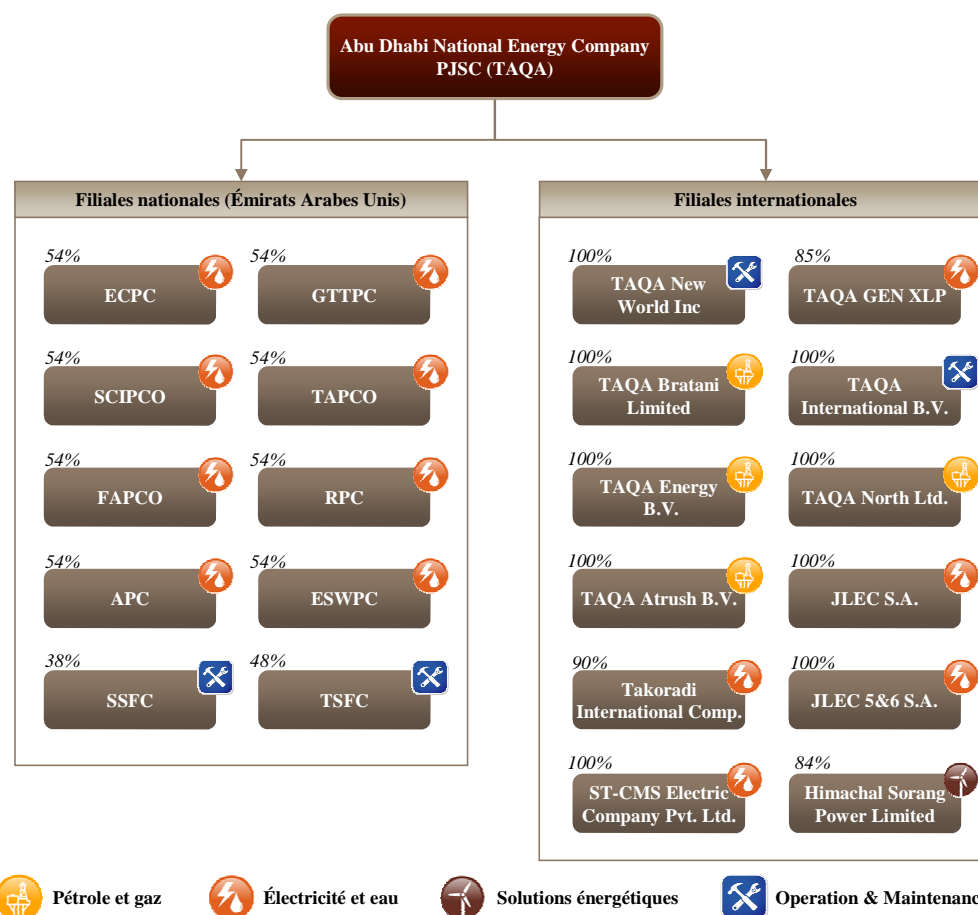 Abu Dhabi National Energy Company
PJSC (TAQA)
Filiales nationales (Émirats Arabes Unis)
54%
ECPC
54%
GTTPC
54%
SCIPCO
54%
TAPCO
54%
FAPCO
54%
RPC
54%
APC
54%
ESWPC
38%
SSFC
48%
TSFC
Filiales internationales
100%
TAQA New
World Inc
85%
TAQA GEN XLP
100%
TAQA Bratani
Limited
100%
TAQA
International B.V.
100%
TAQA Energy
B.V.
100%
TAQA North Ltd.
100%
TAQA Atrush B.V.
100%
JLEC S.A.
90%
Takoradi
International Comp.
100%
JLEC 5&6 S.A.
100%
ST-CMS Electric
Company Pvt. Ltd.
84%
Himachal Sorang
Power Limited
Pétrole et gaz
Électricité et eau
Solutions énergétiques
Operation & Maintenanc